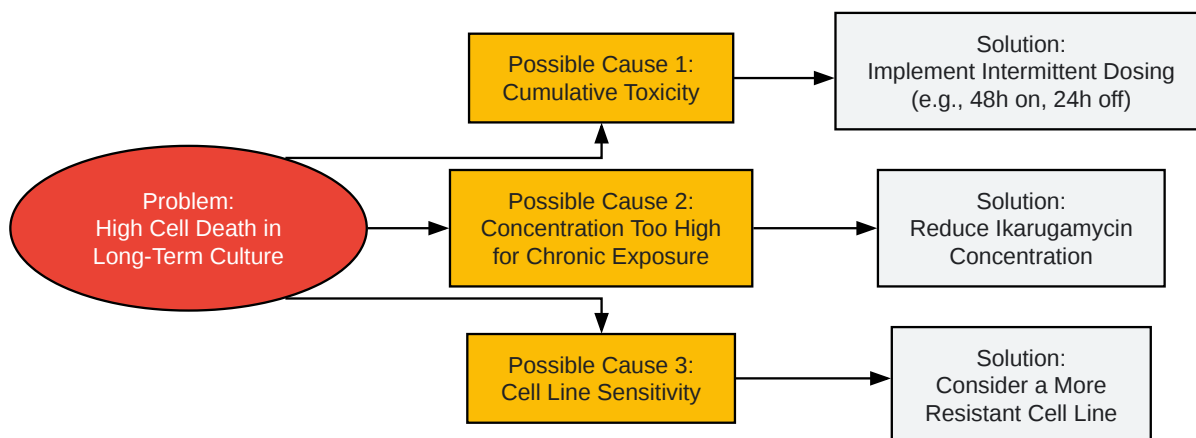 Problem:
High Cell Death in
Long-Term Culture
Possible Cause 1:
Cumulative Toxicity
Solution:
Implement Intermittent Dosing
(e.g., 48h on, 24h off)
Possible Cause 2:
Concentration Too High
for Chronic Exposure
Solution:
Reduce Ikarugamycin
Concentration
Possible Cause 3:
Cell Line Sensitivity
Solution:
Consider a More
Resistant Cell Line